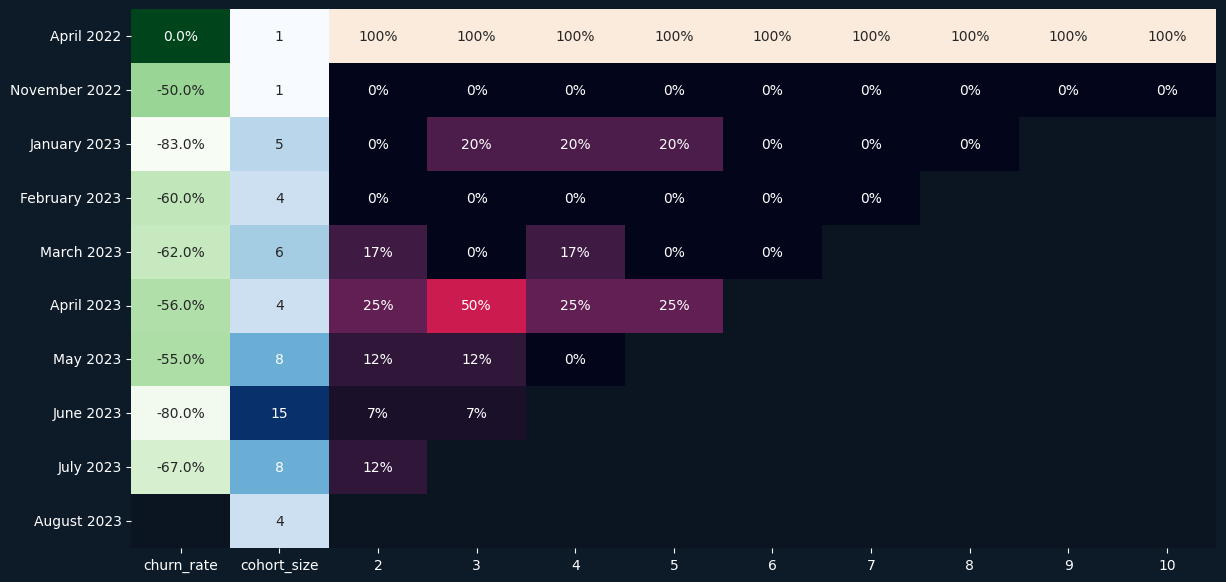 April 2022 0.0% 1 100% 100% 100% 100% 100% 100% 100% 100% 100%
November 2022 -50.0% 1 0% 0% 0% 0% 0% 0% 0% 0% 0%
January 2023 -83.0% 5 0% 20% 20% 20% 0% 0% 0%
February 2023 -60.0% 4 0% 0% 0% 0% 0% 0%
March 2023 -62.0% 6 17% 0% 17% 0% 0%
April 2023 -56.0% 4 25% 50% 25% 25%
May 2023 -55.0% 8 12% 12% 0%
June 2023 -80.0% 15 7% 7%
July 2023 -67.0% 8 12%
August 2023 4
churn_rate cohort_size 2 3 4 5 6 7 8 9 10